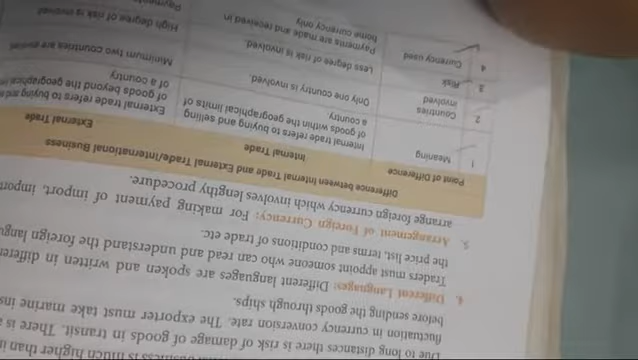 business is much higher than
Due to long distances there is risk of damage of goods in transit. There is
fluctuation in currency conversion rate. The exporter must take marine
before sending the goods through ships.
4. Different Languages: Different languages are spoken and written in
Traders must appoint someone who can read and understand the foreign
the price list, terms and conditions of trade etc.
5. Arrangement of Foreign Currency: For making payment of import,
arrange foreign currency which involves lengthy procedure.
Difference between Internal Trade and External Trade/International Business
Point of Difference Internal Trade External Trade
1 Meaning Internal trade refers to buying and selling External trade refers to buying
of goods within the geographical limits of of goods beyond the geographical
a country of a country
2 Countries Only one country is involved. Minimum two countries are
involved
3 Risk Less degree of risk is involved. High degree of risk is involved
4 Currency used Payments are made and received in
home currency only